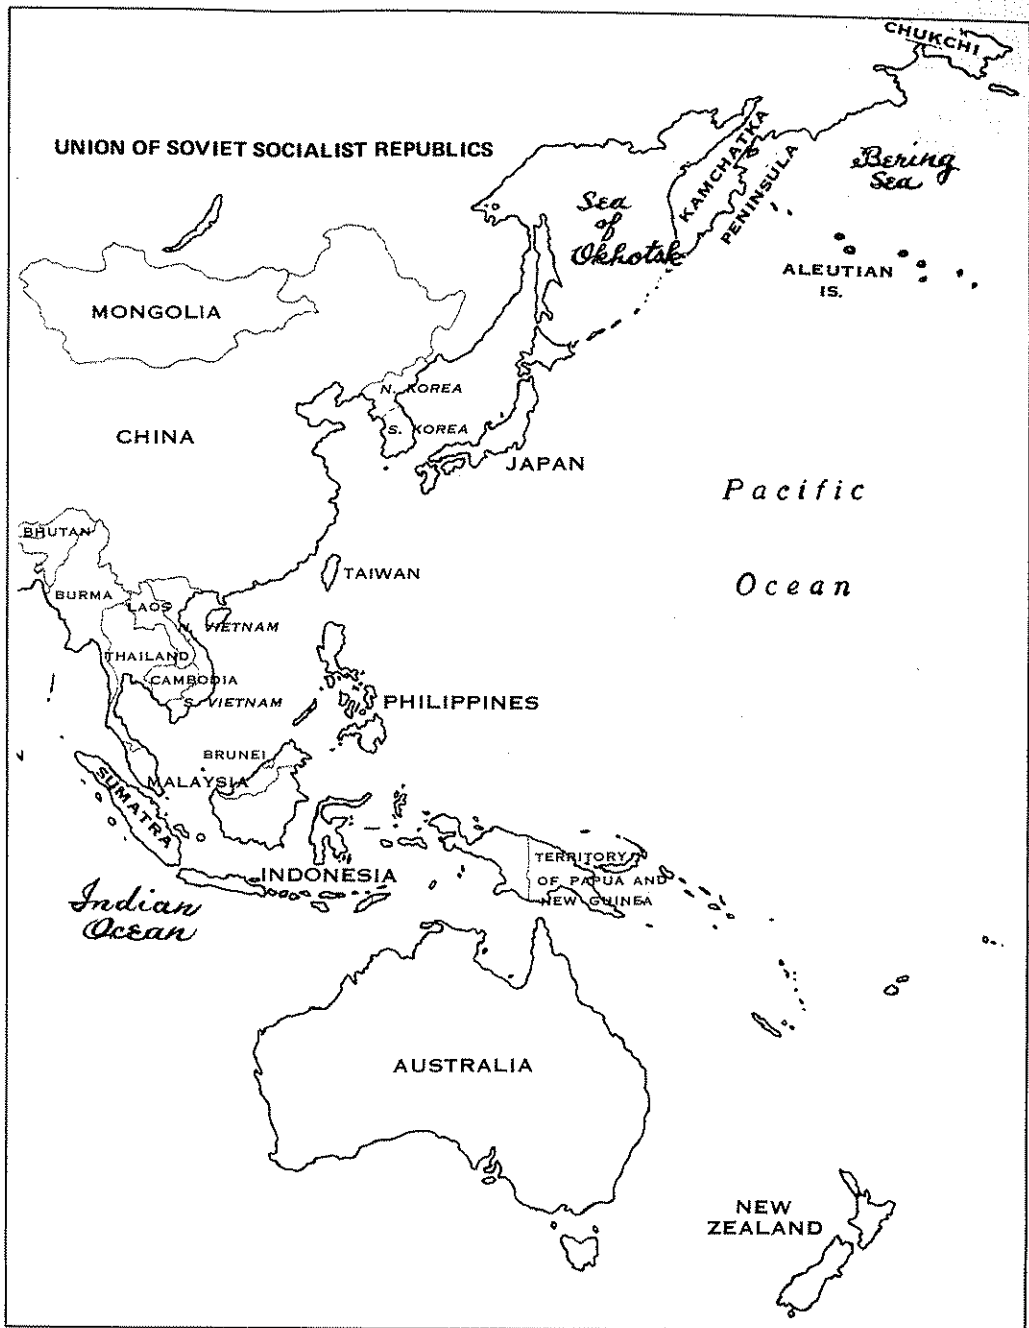 CHUKCHI
UNION OF SOVIET SOCIALIST REPUBLICS
KAMCHATKA
PENINSULA
Bering
Sea
Sea
of
Okhotsk
ALEUTIAN
IS.
MONGOLIA
N. KOREA
S. KOREA
CHINA
JAPAN
Pacific
Ocean
BHUTAN
BURMA
LAOS
TAIWAN
N. VIETNAM
THAILAND
CAMBODIA
S. VIETNAM
PHILIPPINES
BRUNEI
MALAYSIA
SUMATRA
INDONESIA
TERRITORY
OF PAPUA AND
NEW GUINEA
Indian
Ocean
AUSTRALIA
NEW
ZEALAND